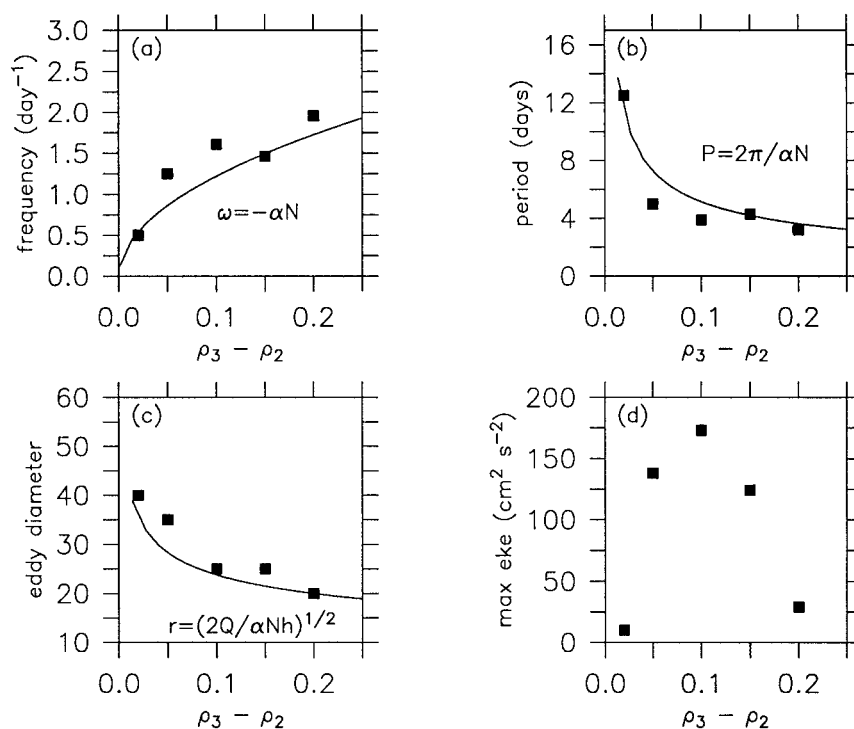 (a)
3.0
2.5
2.0
1.5
1.0
0.5
0.0
frequency (day⁻¹)
ω=−αN
0.0 0.1 0.2
ρ₃ − ρ₂
(b)
16
12
8
4
0
period (days)
P=2π/αN
0.0 0.1 0.2
ρ₃ − ρ₂
(c)
60
50
40
30
20
10
eddy diameter
r=(2Q/αNh)¹/²
0.0 0.1 0.2
ρ₃ − ρ₂
(d)
200
150
100
50
0
max eke (cm² s⁻²)
0.0 0.1 0.2
ρ₃ − ρ₂